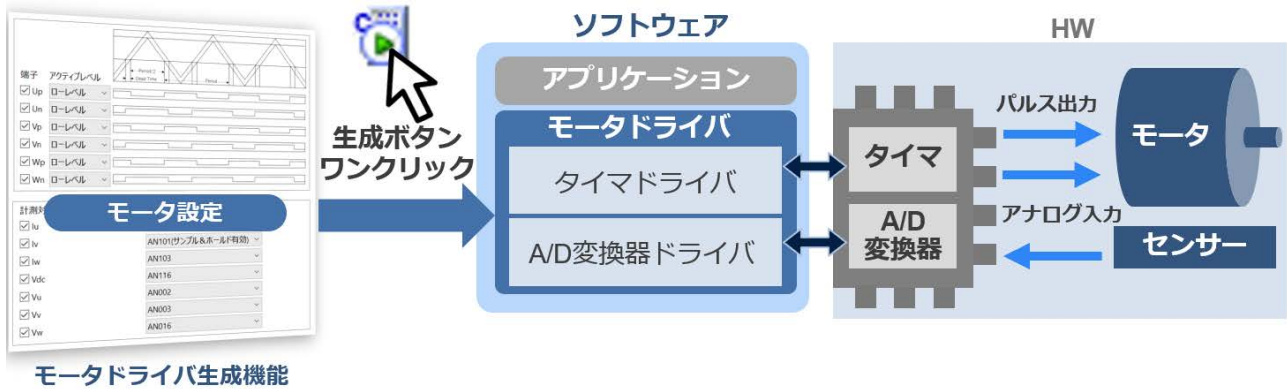 端子 アクティブレベル
Period/2
Dead Time
Period
Up ローレベル
Un ローレベル
Vp ローレベル
Vn ローレベル
Wp ローレベル
Wn ローレベル
モータ設定
計測対
Iu
Iv AN101(サンプル&ホールド有効)
Iw AN103
Vdc AN116
Vu AN002
Vv AN003
Vw AN016
モータドライバ生成機能
生成ボタン
ワンクリック
ソフトウェア
アプリケーション
モータドライバ
タイマドライバ
A/D変換器ドライバ
HW
タイマ
A/D
変換器
パルス出力
アナログ入力
モータ
センサー